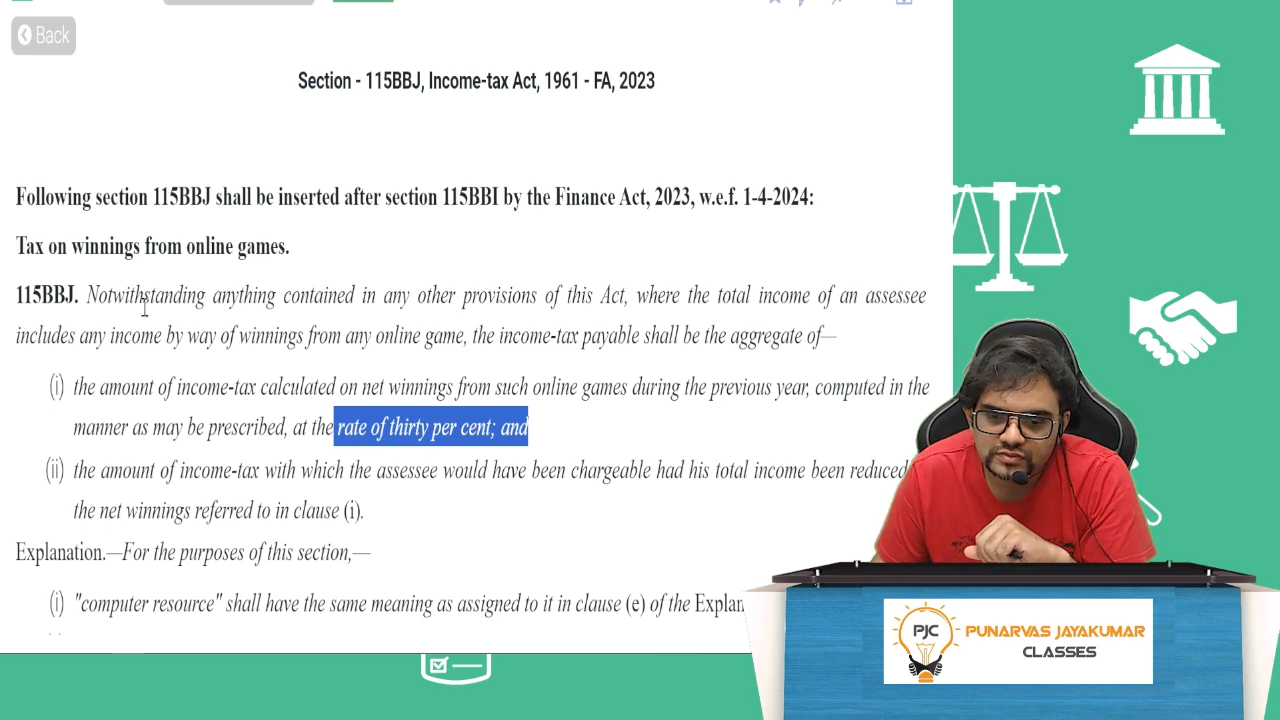 Back
Section - 115BBJ, Income-tax Act, 1961 - FA, 2023
Following section 115BBJ shall be inserted after section 115BBI by the Finance Act, 2023, w.e.f. 1-4-2024:
Tax on winnings from online games.
115BBJ. Notwithstanding anything contained in any other provisions of this Act, where the total income of an assessee
includes any income by way of winnings from any online game, the income-tax payable shall be the aggregate of—
(i) the amount of income-tax calculated on net winnings from such online games during the previous year, computed in the
manner as may be prescribed, at the rate of thirty per cent; and
(ii) the amount of income-tax with which the assessee would have been chargeable had his total income been reduced
the net winnings referred to in clause (i).
Explanation.—For the purposes of this section,—
(i) "computer resource" shall have the same meaning as assigned to it in clause (e) of the Explan
PJC
PUNARVAS JAYAKUMAR
CLASSES